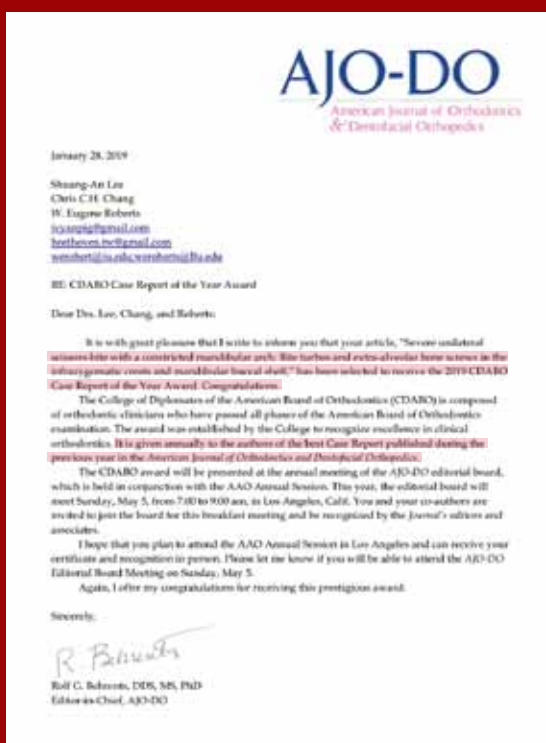 AJO-DO
American Journal of Orthodontics
& Dentofacial Orthopedics
January 28, 2019
Shuang-An Lee
Chris C.H. Chang
W. Eugene Roberts
ivyanpig@gmail.com
beethoven.tw@gmail.com
werobert@iu.edu;weroberts@llu.edu
RE: CDABO Case Report of the Year Award
Dear Drs. Lee, Chang, and Roberts:
It is with great pleasure that I write to inform you that your article, "Severe unilateral
scissors-bite with a constricted mandibular arch: Bite turbos and extra-alveolar bone screws in the
infrazygomatic crests and mandibular buccal shelf," has been selected to receive the 2019 CDABO
Case Report of the Year Award. Congratulations.
The College of Diplomates of the American Board of Orthodontics (CDABO) is composed
of orthodontic clinicians who have passed all phases of the American Board of Orthodontics
examination. The award was established by the College to recognize excellence in clinical
orthodontics. It is given annually to the authors of the best Case Report published during the
previous year in the American Journal of Orthodontics and Dentofacial Orthopedics.
The CDABO award will be presented at the annual meeting of the AJO-DO editorial board,
which is held in conjunction with the AAO Annual Session. This year, the editorial board will
meet Sunday, May 5, from 7:00 to 9:00 am, in Los Angeles, Calif. You and your co-authors are
invited to join the board for this breakfast meeting and be recognized by the Journal's editors and
associates.
I hope that you plan to attend the AAO Annual Session in Los Angeles and can receive your
certificate and recognition in person. Please let me know if you will be able to attend the AJO-DO
Editorial Board Meeting on Sunday, May 5.
Again, I offer my congratulations for receiving this prestigious award.
Sincerely,
R. Behrents
Rolf G. Behrents, DDS, MS, PhD
Editor-in-Chief, AJO-DO